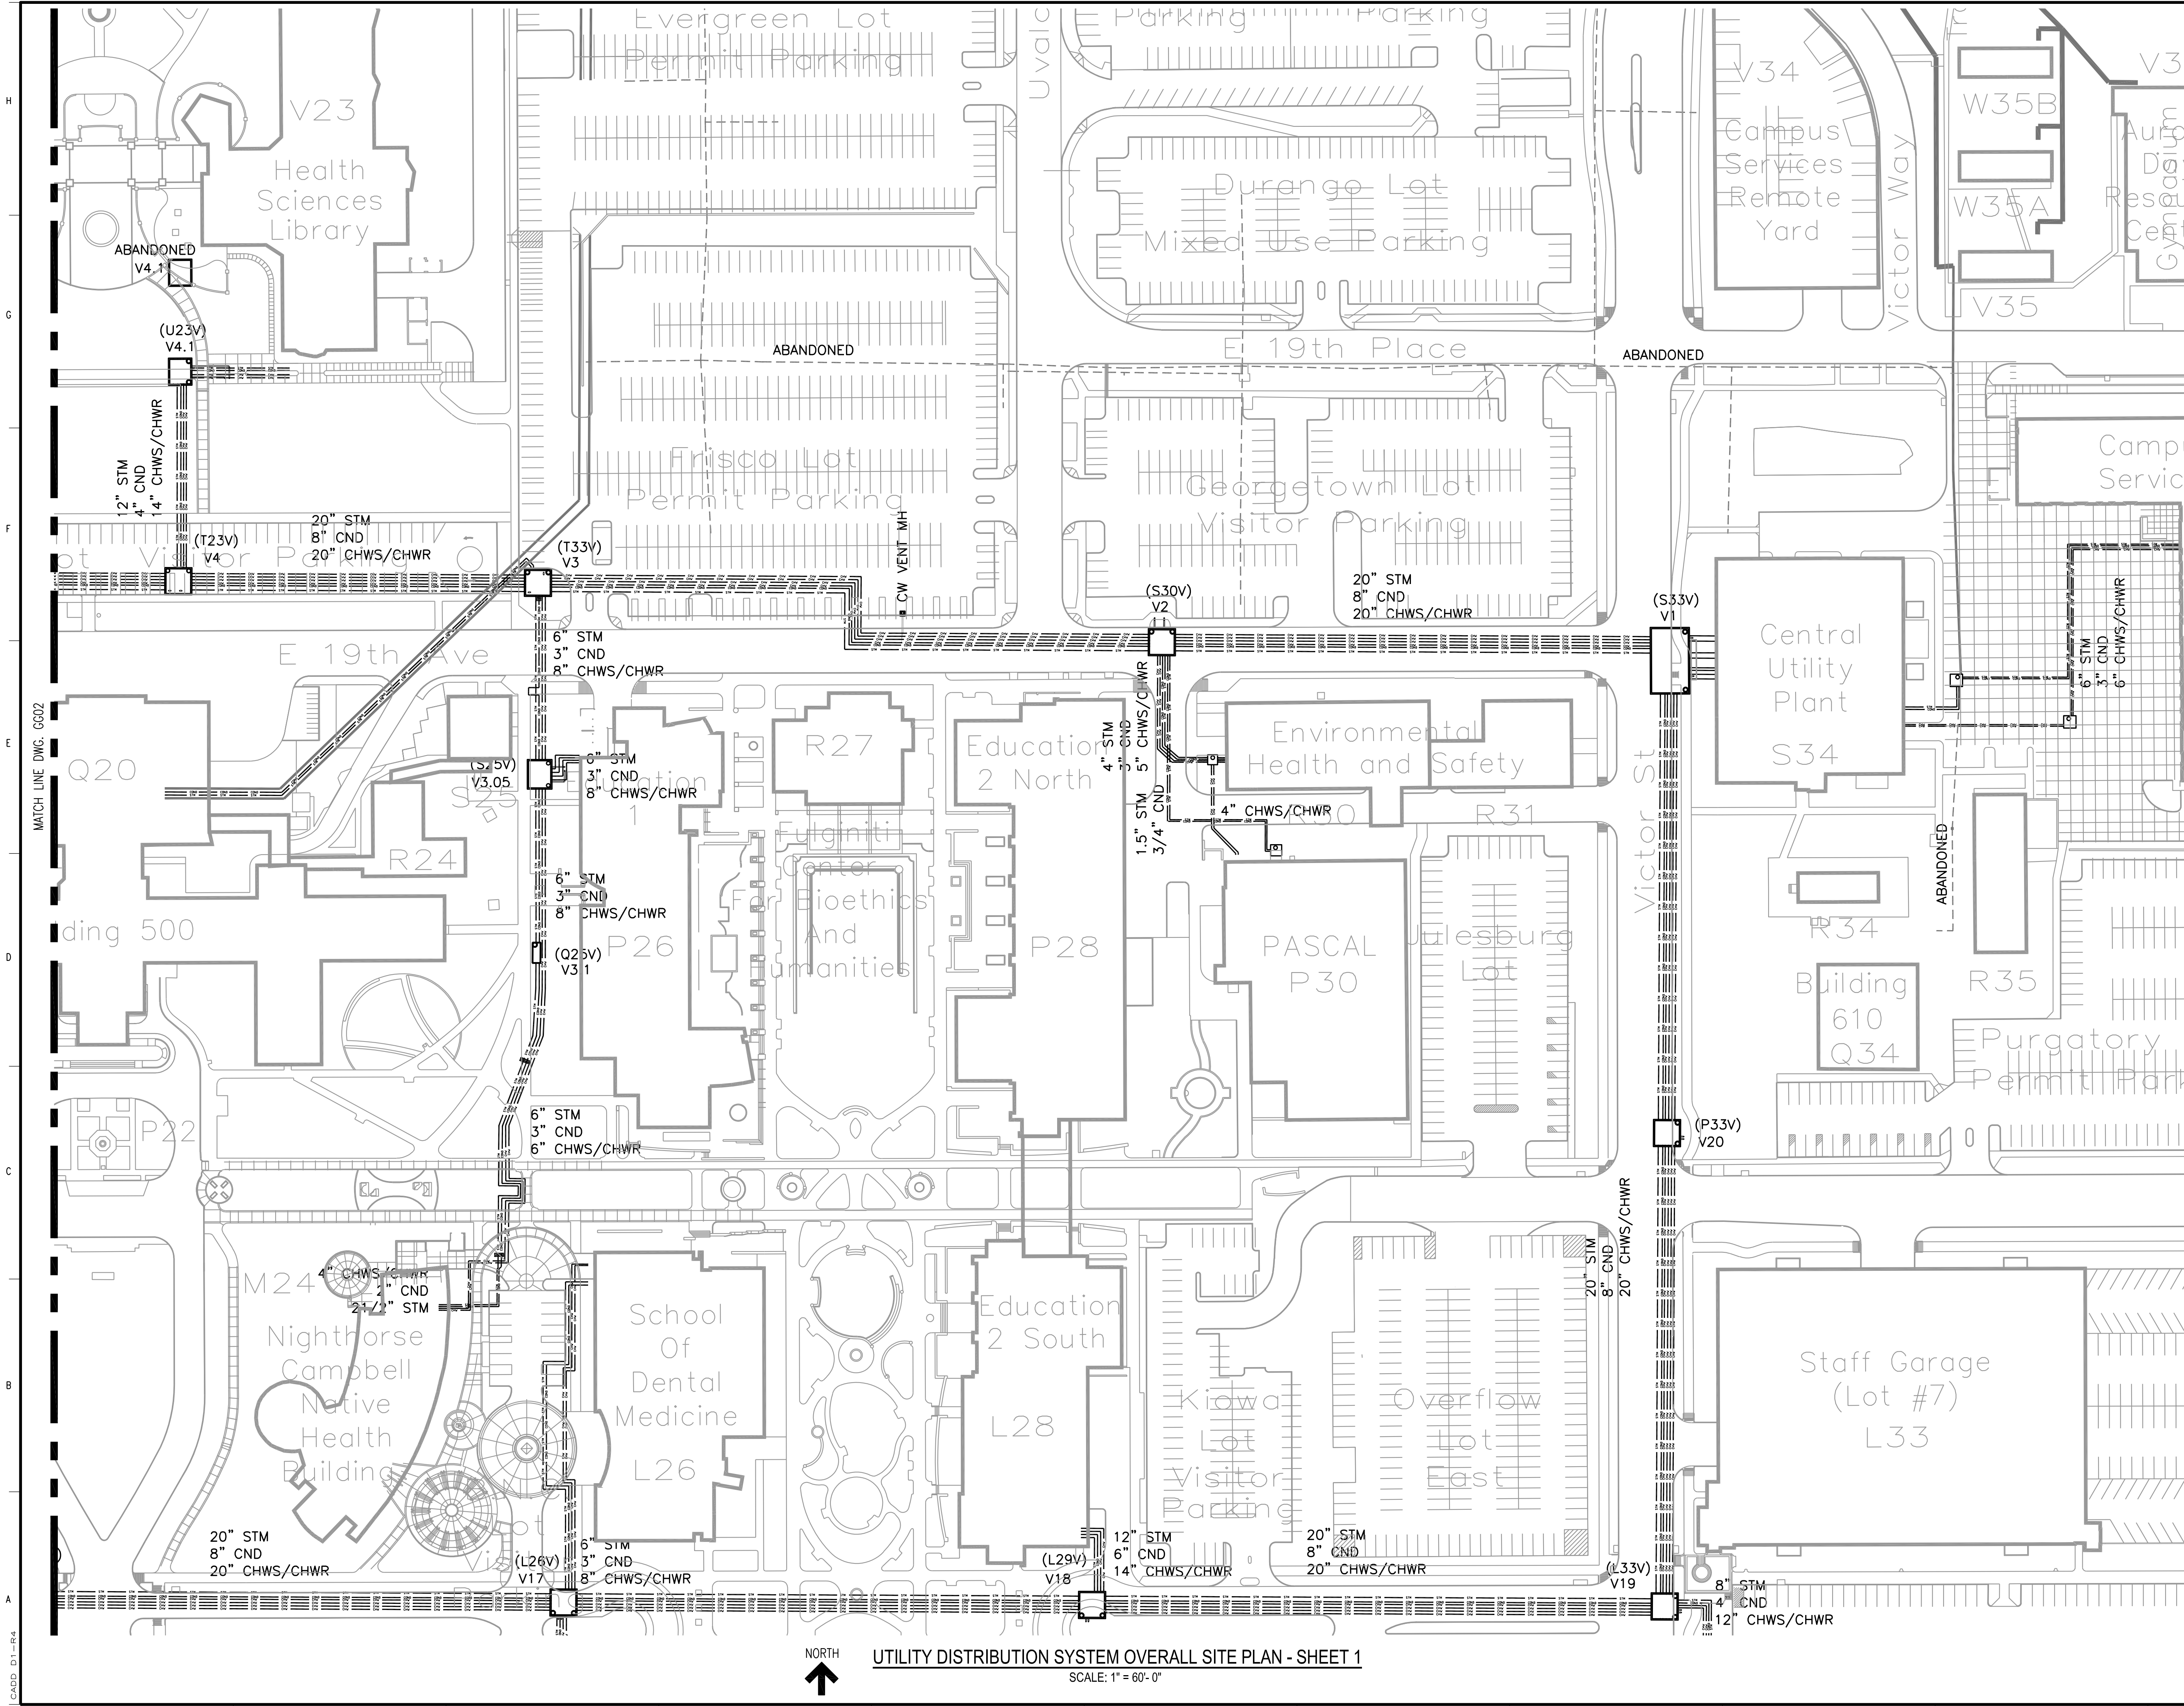 Evergreen Lot
Permit Parking
Parking
Parking
H
V23
Health
Sciences
Library
V34
Campus
Services
Remote
Yard
Victor Way
W35B
W35A
V35
Durango Lot
Mixed Use Parking
ABANDONED
V4.1
G
(U23V)
V4.1
ABANDONED
E 19th Place
ABANDONED
12" STM
4" CND
14" CHWS/CHWR
Frisco Lot
Permit Parking
Georgetown Lot
Visitor Parking
F
20" STM
8" CND
20" CHWS/CHWR
(T23V)
V4
Visitor Parking
(T33V)
V3
CW VENT MH
(S30V)
V2
20" STM
8" CND
20" CHWS/CHWR
(S33V)
V1
6" STM
3" CND
6" CHWS/CHWR
E 19th Ave
6" STM
3" CND
8" CHWS/CHWR
Central
Utility
Plant
S34
MATCH LINE DWG. GG02
E
Q20
(S25V)
V3.05
S25
6" STM
3" CND
8" CHWS/CHWR
1
R27
Education
2 North
4" STM
3" CND
5" CHWS/CHWR
Environmental
Health and Safety
R30
R31
1.5" STM
3/4" CND
4" CHWS/CHWR
Victor St
R24
Fulginiti
Center
For Bioethics
And
Humanities
6" STM
3" CND
8" CHWS/CHWR
ABANDONED
R34
D
ding 500
(Q26V)
V3.1
P26
P28
PASCAL
P30
Julesburg
Lot
Building
610
Q34
R35
Purgatory
P22
6" STM
3" CND
6" CHWS/CHWR
(P33V)
V20
C
20" STM
8" CND
20" CHWS/CHWR
M24
4" CHWS/CHWR
2" CND
21/2" STM
Nighthorse
Campbell
Native
Health
Building
School
Of
Dental
Medicine
L26
Education
2 South
L28
Kiowa
Lot
Visitor
Parking
Overflow
Lot
East
Staff Garage
(Lot #7)
L33
B
20" STM
8" CND
20" CHWS/CHWR
(L26V)
V17
6" STM
3" CND
8" CHWS/CHWR
(L29V)
V18
12" STM
6" CND
14" CHWS/CHWR
20" STM
8" CND
20" CHWS/CHWR
(L33V)
V19
8" STM
4" CND
12" CHWS/CHWR
A
CADD D1-R4
NORTH
UTILITY DISTRIBUTION SYSTEM OVERALL SITE PLAN - SHEET 1
SCALE: 1" = 60'- 0"